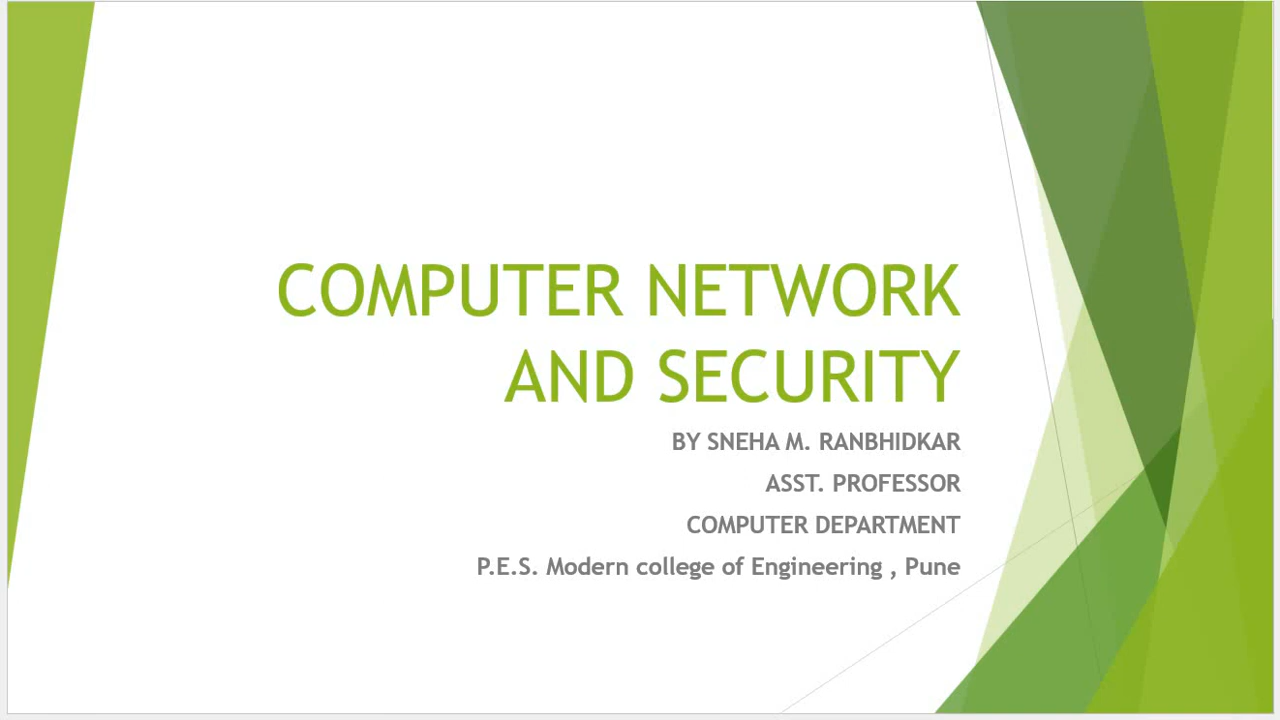 COMPUTER NETWORK
AND SECURITY
BY SNEHA M. RANBHIDKAR
ASST. PROFESSOR
COMPUTER DEPARTMENT
P.E.S. Modern college of Engineering , Pune